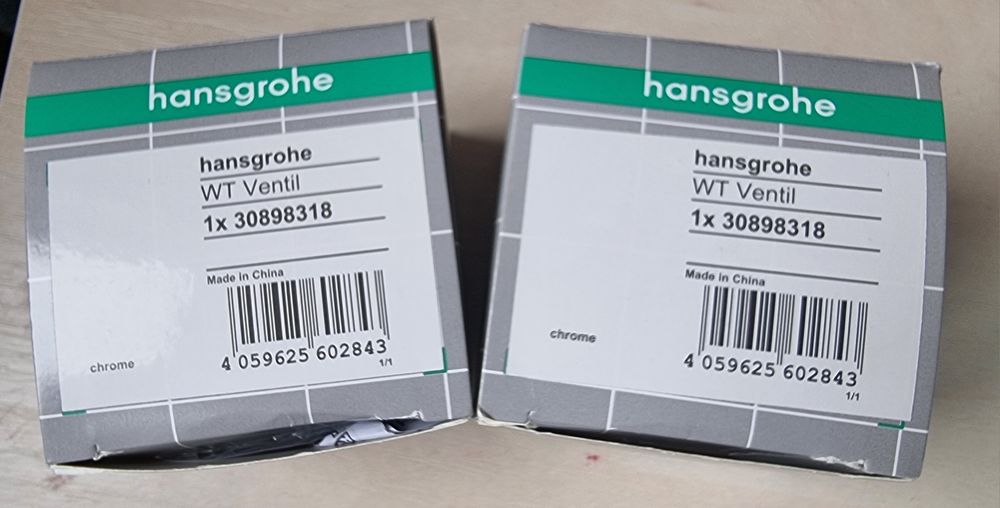 hansgrohe
hansgrohe
WT Ventil
1x 30898318
Made in China
chrome
4 059625 602843
1/1
hansgrohe
hansgrohe
WT Ventil
1x 30898318
Made in China
chrome
4 059625 602843
1/1